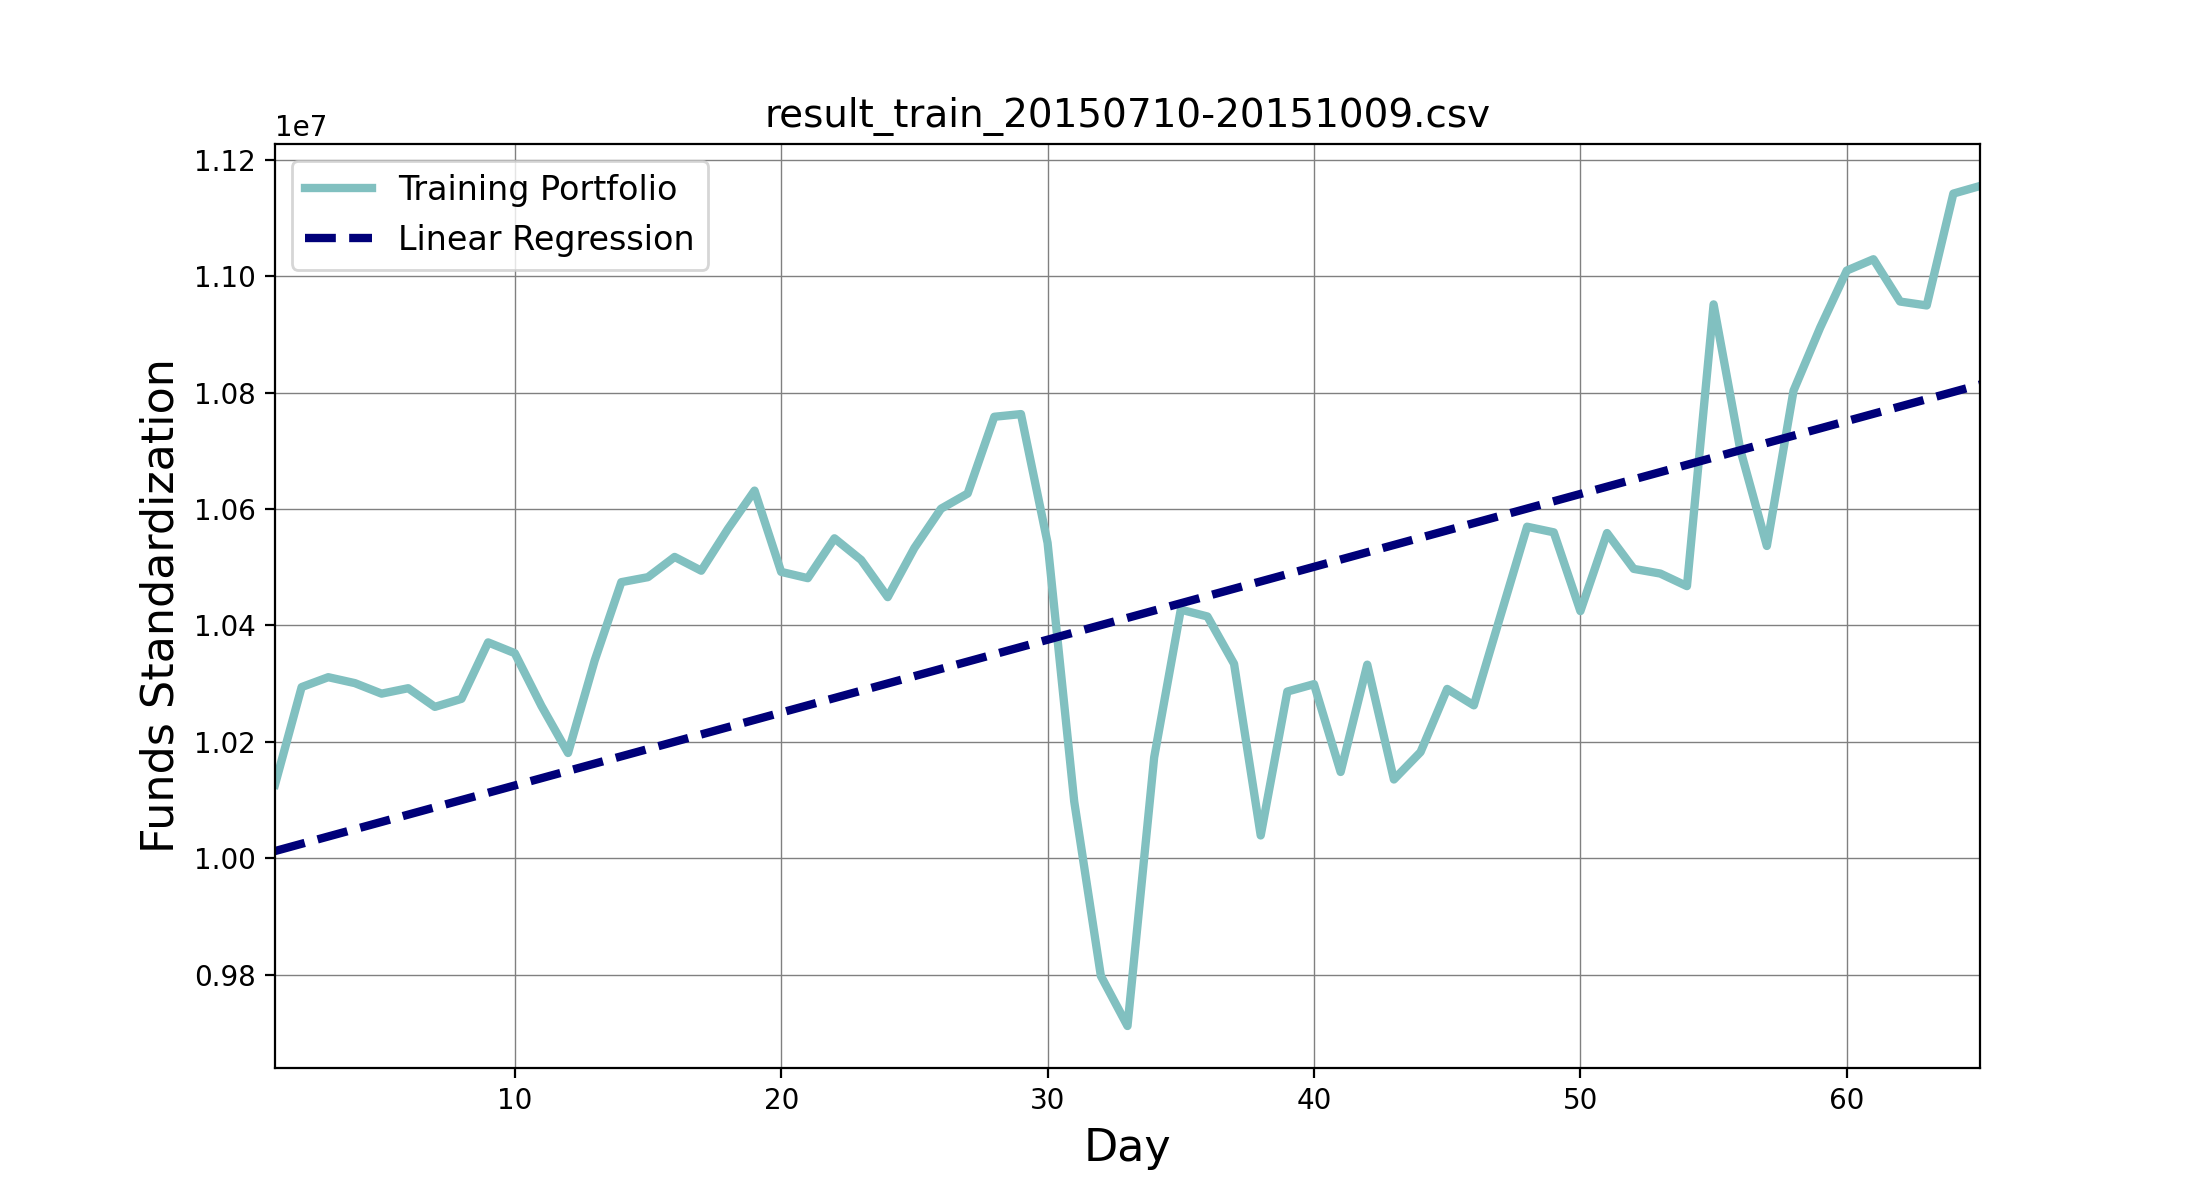 result_train_20150710-20151009.csv
1e7
1.12
1.10
1.08
1.06
1.04
1.02
1.00
0.98
Funds Standardization
Training Portfolio
Linear Regression
10 20 30 40 50 60
Day